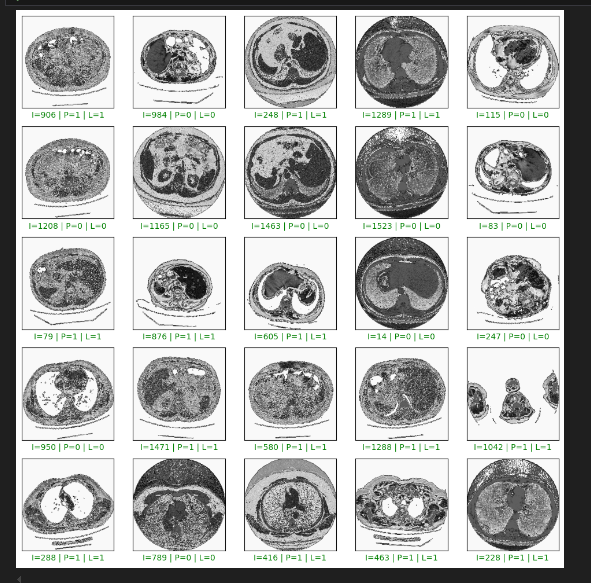 I=906 | P=1 | L=1
I=984 | P=0 | L=0
I=248 | P=1 | L=1
I=1289 | P=1 | L=1
I=115 | P=0 | L=0
I=1208 | P=0 | L=0
I=1165 | P=0 | L=0
I=1463 | P=0 | L=0
I=1523 | P=0 | L=0
I=83 | P=0 | L=0
I=79 | P=1 | L=1
I=876 | P=1 | L=1
I=605 | P=1 | L=1
I=14 | P=0 | L=0
I=247 | P=0 | L=0
I=950 | P=0 | L=0
I=1471 | P=1 | L=1
I=580 | P=1 | L=1
I=1288 | P=1 | L=1
I=1042 | P=1 | L=1
I=288 | P=1 | L=1
I=789 | P=0 | L=0
I=416 | P=1 | L=1
I=463 | P=1 | L=1
I=228 | P=1 | L=1